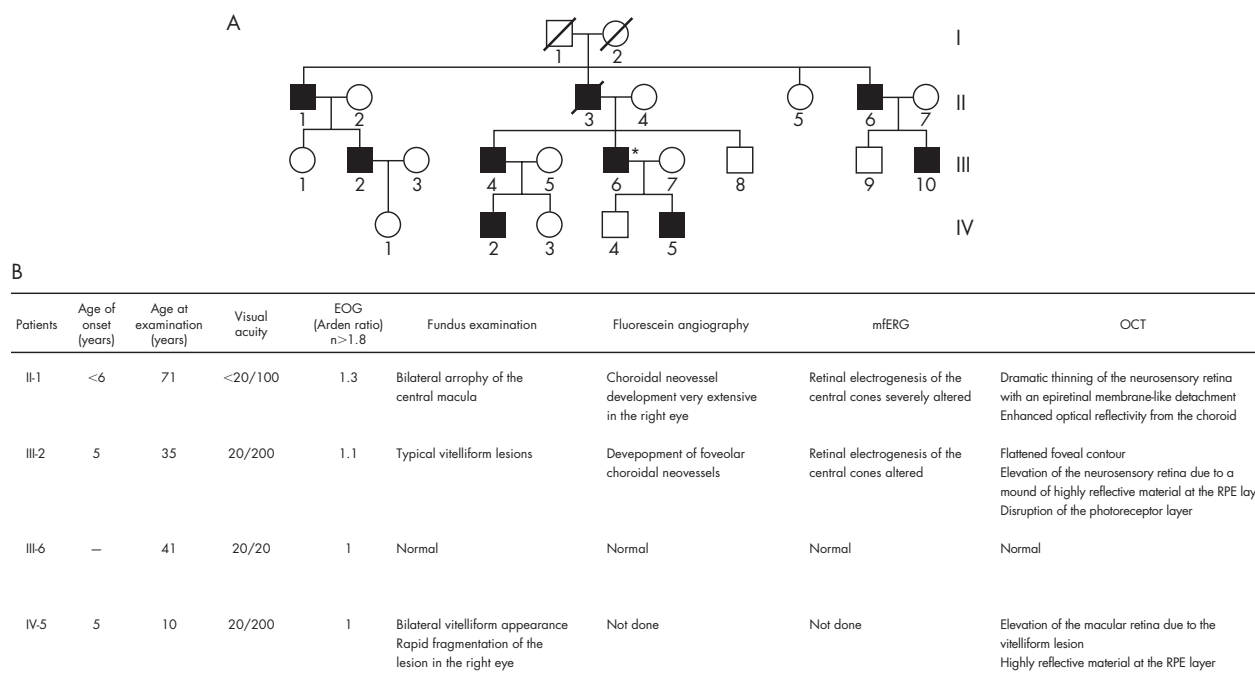 A
I
1 2
II
1 2 3 4 5 6 7
*
III
1 2 3 4 5 6 7 8 9 10
IV
1 2 3 4 5
B
Patients
Age of
onset
(years)
Age at
examination
(years)
Visual
acuity
EOG
(Arden ratio)
n>1.8
Fundus examination
Fluorescein angiography
mfERG
OCT
II-1
<6
71
<20/100
1.3
Bilateral arrophy of the
central macula
Choroidal neovessel
development very extensive
in the right eye
Retinal electrogenesis of the
central cones severely altered
Dramatic thinning of the neurosensory retina
with an epiretinal membrane-like detachment
Enhanced optical reflectivity from the choroid
III-2
5
35
20/200
1.1
Typical vitelliform lesions
Devepopment of foveolar
choroidal neovessels
Retinal electrogenesis of the
central cones altered
Flattened foveal contour
Elevation of the neurosensory retina due to a
mound of highly reflective material at the RPE lay
Disruption of the photoreceptor layer
III-6
—
41
20/20
1
Normal
Normal
Normal
Normal
IV-5
5
10
20/200
1
Bilateral vitelliform appearance
Rapid fragmentation of the
lesion in the right eye
Not done
Not done
Elevation of the macular retina due to the
vitelliform lesion
Highly reflective material at the RPE layer